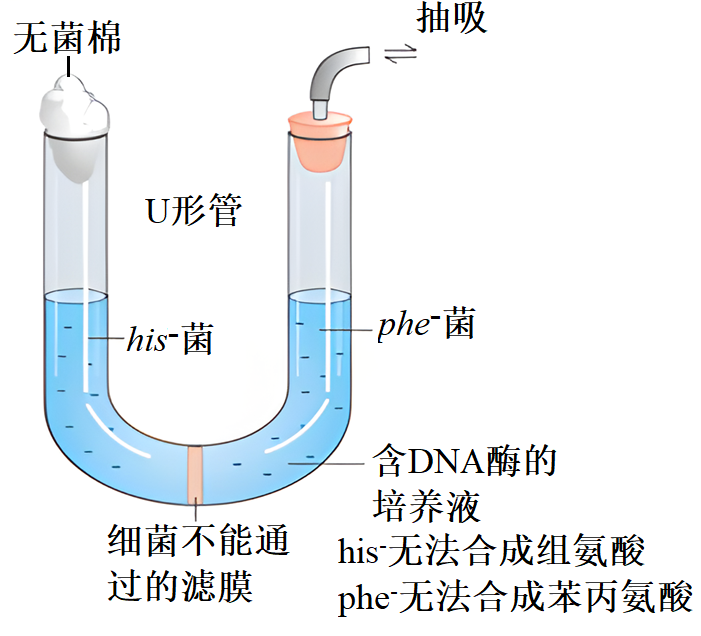 无菌棉
抽吸
U形管
his-菌
phe-菌
含DNA酶的
培养液
细菌不能通
过的滤膜
his-无法合成组氨酸
phe-无法合成苯丙氨酸